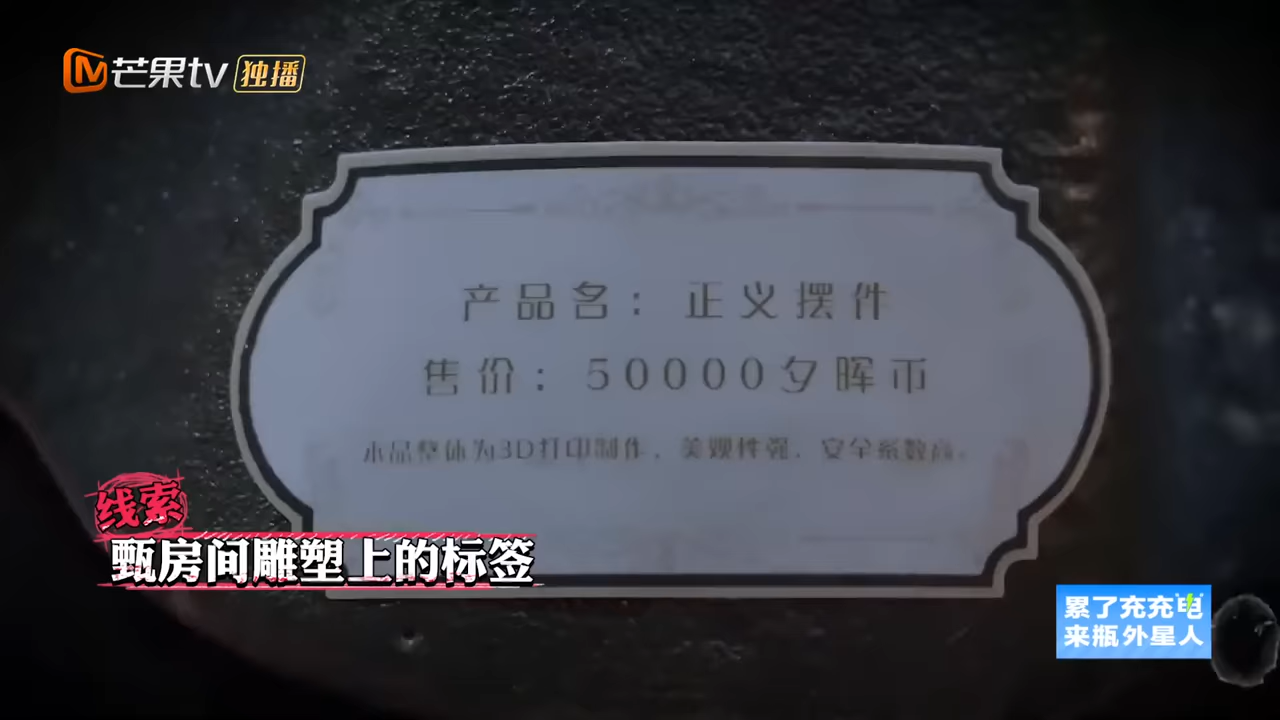 芒果tv 独播
产品名：正义摆件
售价：50000夕晖币
本品整体为3D打印制作，美观性强，安全系数高。
线索
甄房间雕塑上的标签
累了充充电
来瓶外星人